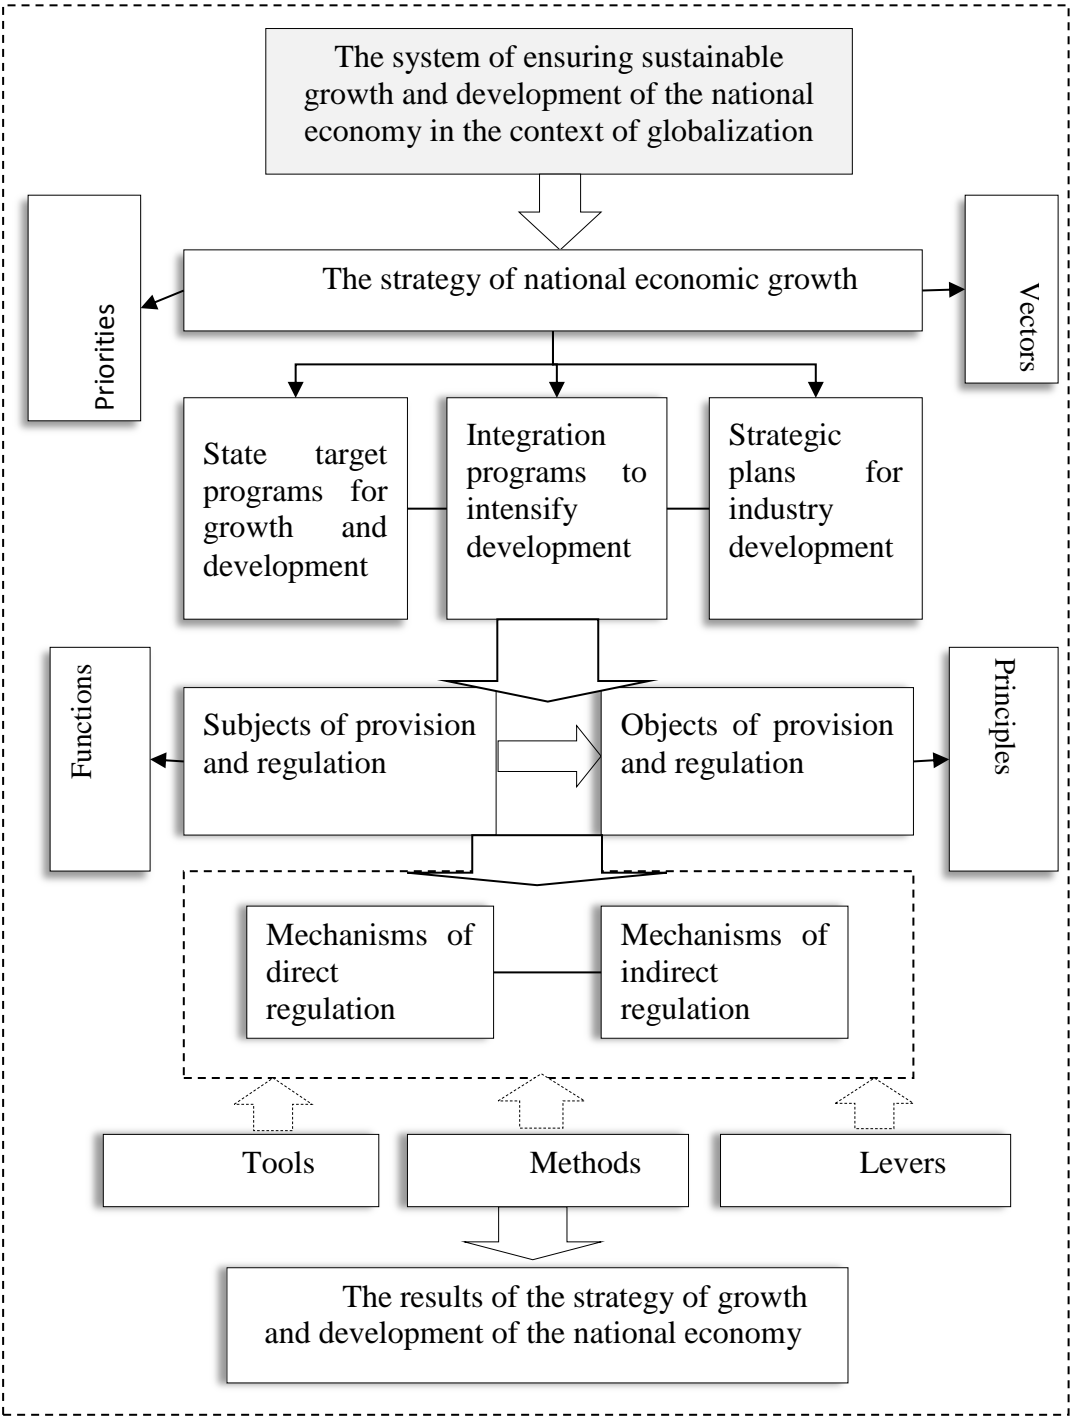 The system of ensuring sustainable
growth and development of the national
economy in the context of globalization
Priorities
The strategy of national economic growth
Vectors
State target
programs for
growth and
development
Integration
programs to
intensify
development
Strategic
plans for
industry
development
Functions
Subjects of provision
and regulation
Objects of provision
and regulation
Principles
Mechanisms of
direct
regulation
Mechanisms of
indirect
regulation
Tools
Methods
Levers
The results of the strategy of growth
and development of the national economy